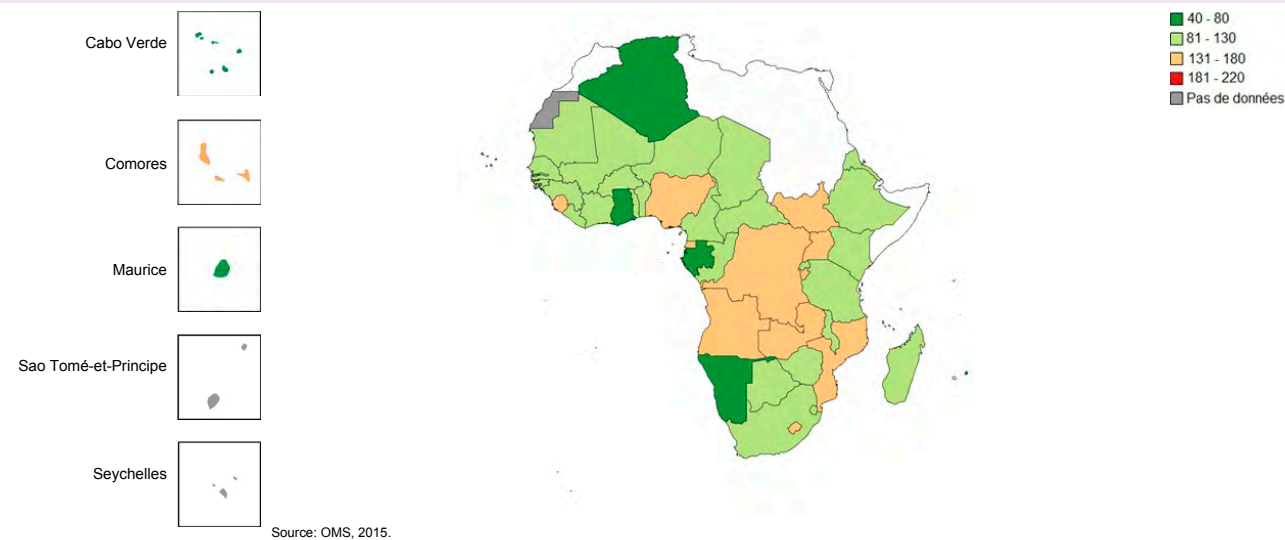 Cabo Verde
Comores
Maurice
Sao Tomé-et-Principe
Seychelles
Source: OMS, 2015.
40 - 80
81 - 130
131 - 180
181 - 220
Pas de données